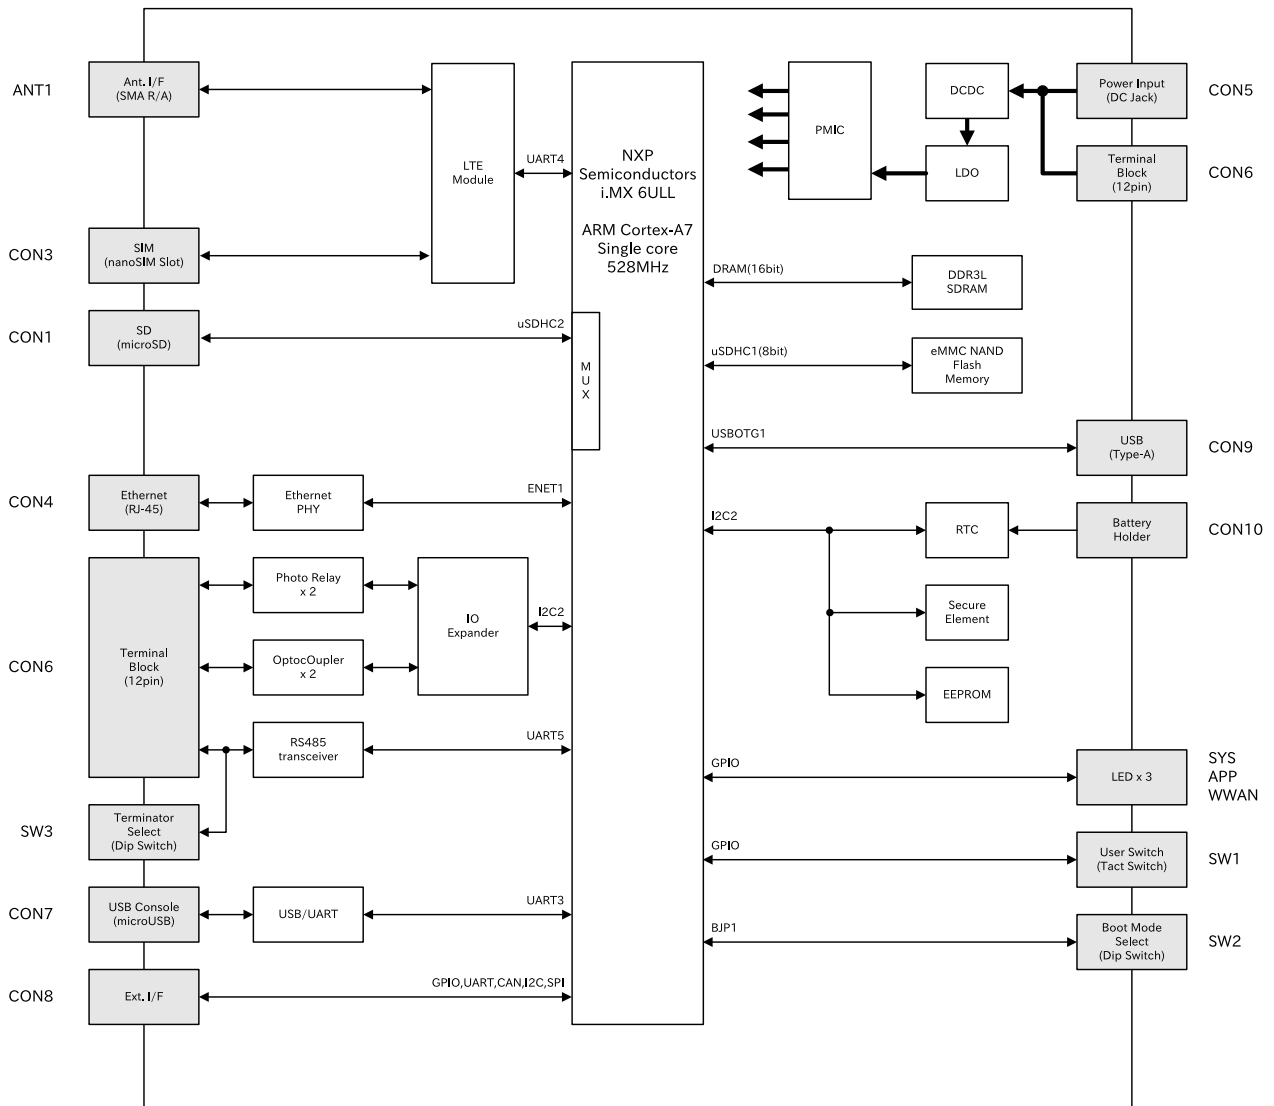 ANT1
Ant. I/F
(SMA R/A)
CON3
SIM
(nanoSIM Slot)
LTE
Module
UART4
CON1
SD
(microSD)
uSDHC2
M
U
X
CON4
Ethernet
(RJ-45)
Ethernet
PHY
ENET1
CON6
Terminal
Block
(12pin)
Photo Relay
x 2
OptocOupler
x 2
IO
Expander
I2C2
RS485
transceiver
UART5
SW3
Terminator
Select
(Dip Switch)
CON7
USB Console
(microUSB)
USB/UART
UART3
CON8
Ext. I/F
GPIO,UART,CAN,I2C,SPI
NXP
Semiconductors
i.MX 6ULL
ARM Cortex-A7
Single core
528MHz
PMIC
DCDC
LDO
Power Input
(DC Jack)
CON5
Terminal
Block
(12pin)
CON6
DRAM(16bit)
DDR3L
SDRAM
uSDHC1(8bit)
eMMC NAND
Flash
Memory
USBOTG1
USB
(Type-A)
CON9
I2C2
RTC
Battery
Holder
CON10
Secure
Element
EEPROM
GPIO
LED x 3
SYS
APP
WWAN
GPIO
User Switch
(Tact Switch)
SW1
BJP1
Boot Mode
Select
(Dip Switch)
SW2